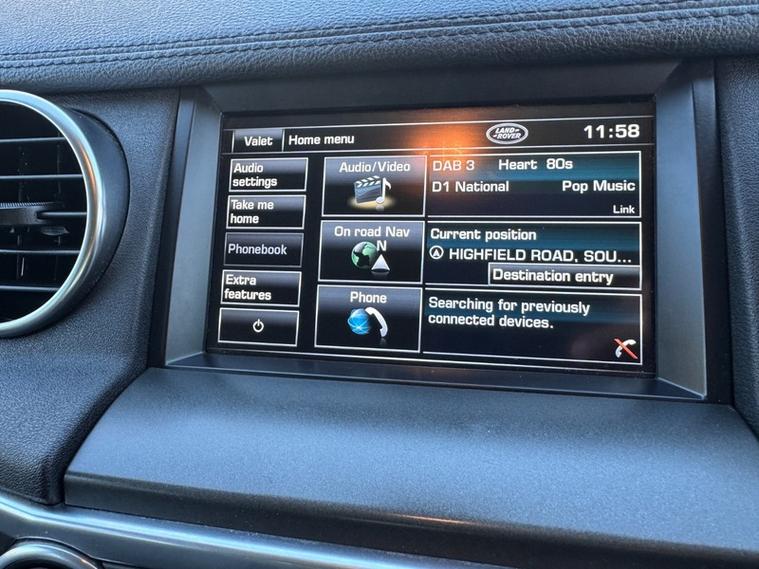 Valet
Home menu
LAND-
ROVER
11:58
Audio
settings
Take me
home
Phonebook
Extra
features
Audio/Video
On road Nav
N
Phone
DAB 3 Heart 80s
D1 National Pop Music
Link
Current position
HIGHFIELD ROAD, SOU...
Destination entry
Searching for previously
connected devices.